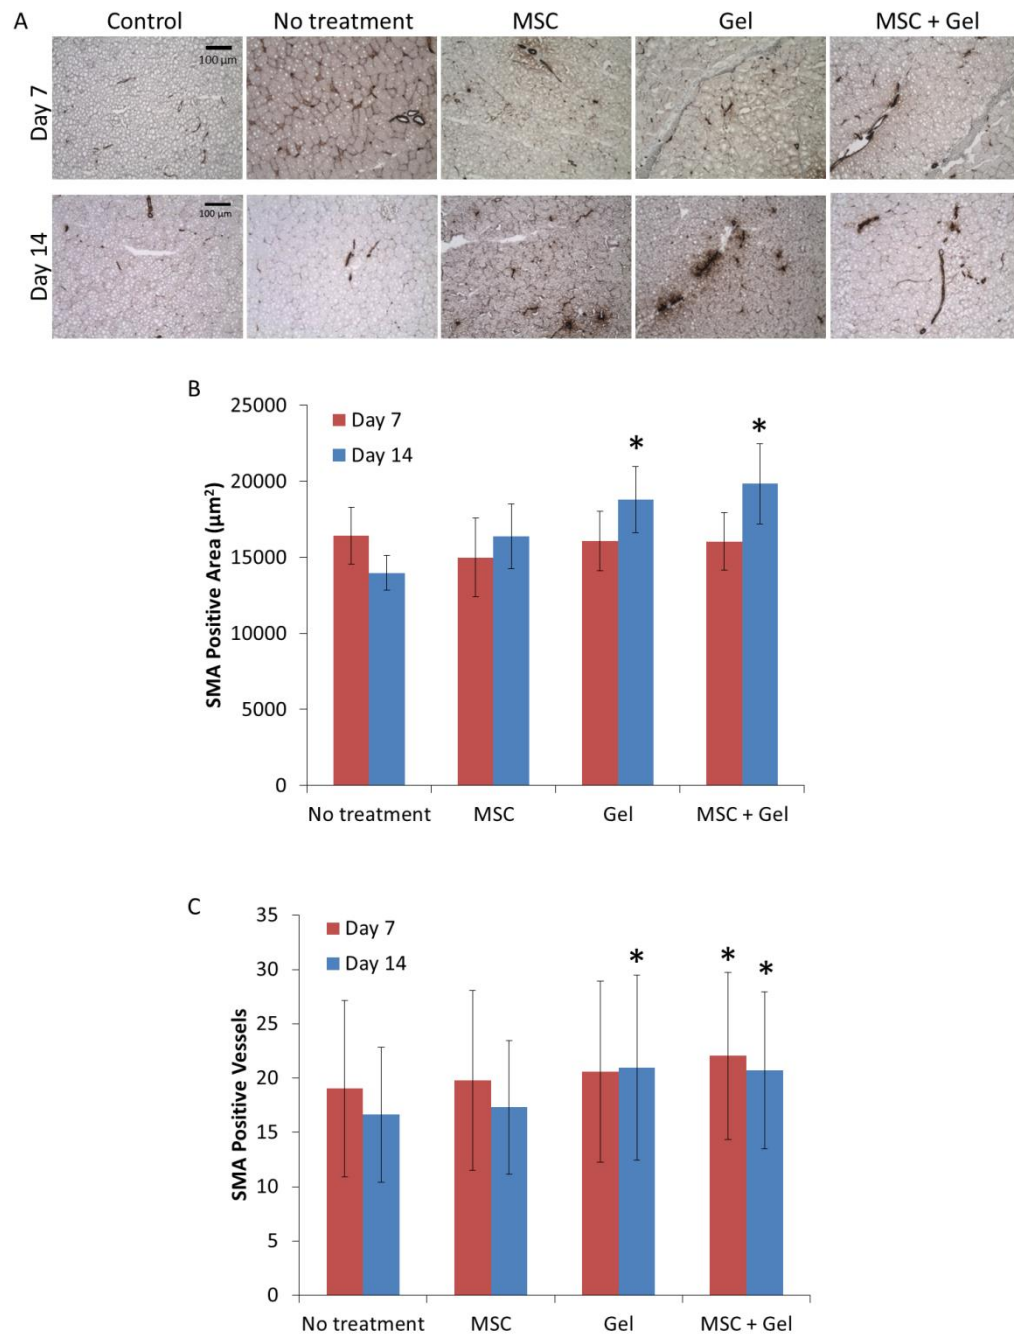 A
Control No treatment MSC Gel MSC + Gel
Day 7
100 µm
Day 14
100 µm
B
25000
20000
15000
10000
5000
0
SMA Positive Area (µm²)
Day 7
Day 14
*
*
No treatment MSC Gel MSC + Gel
C
35
30
25
20
15
10
5
0
SMA Positive Vessels
Day 7
Day 14
* * *
No treatment MSC Gel MSC + Gel